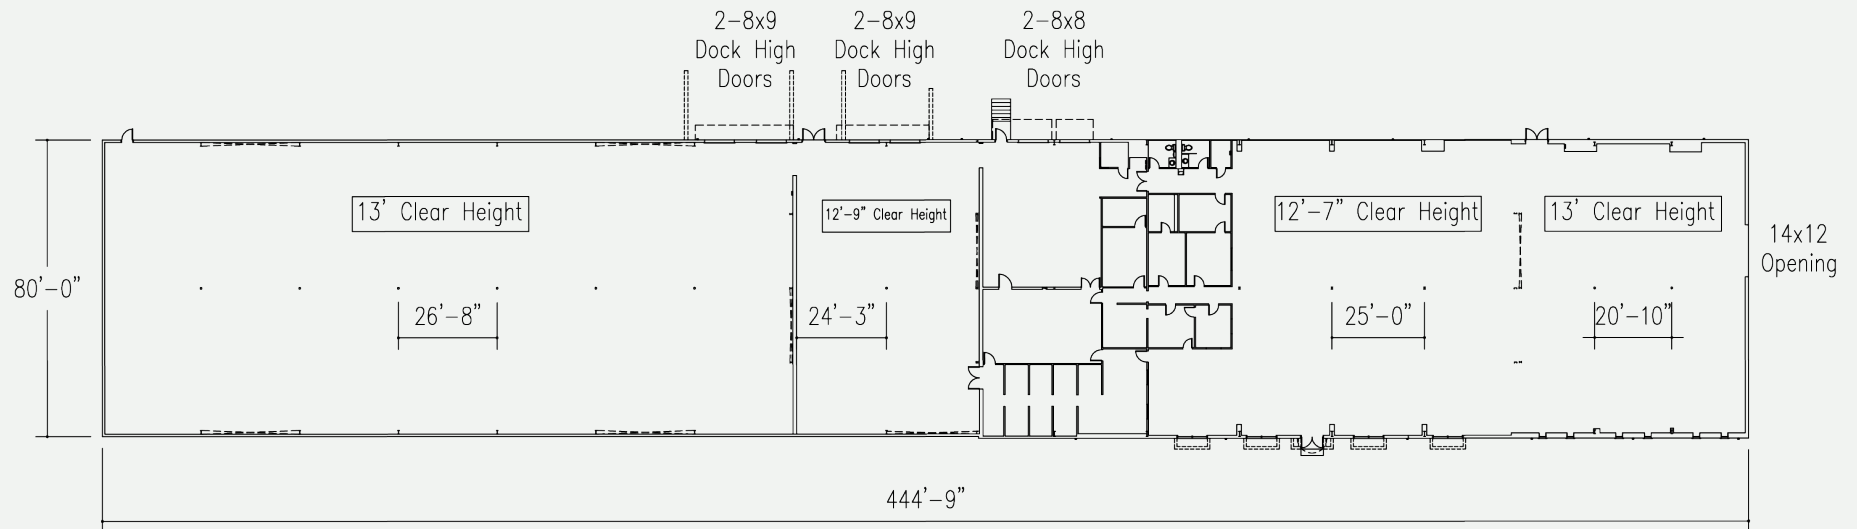 2-8x9
Dock High
Doors
2-8x9
Dock High
Doors
2-8x8
Dock High
Doors
13' Clear Height
12'-9" Clear Height
12'-7" Clear Height
13' Clear Height
14x12
Opening
80'-0"
26'-8"
24'-3"
25'-0"
20'-10"
444'-9"